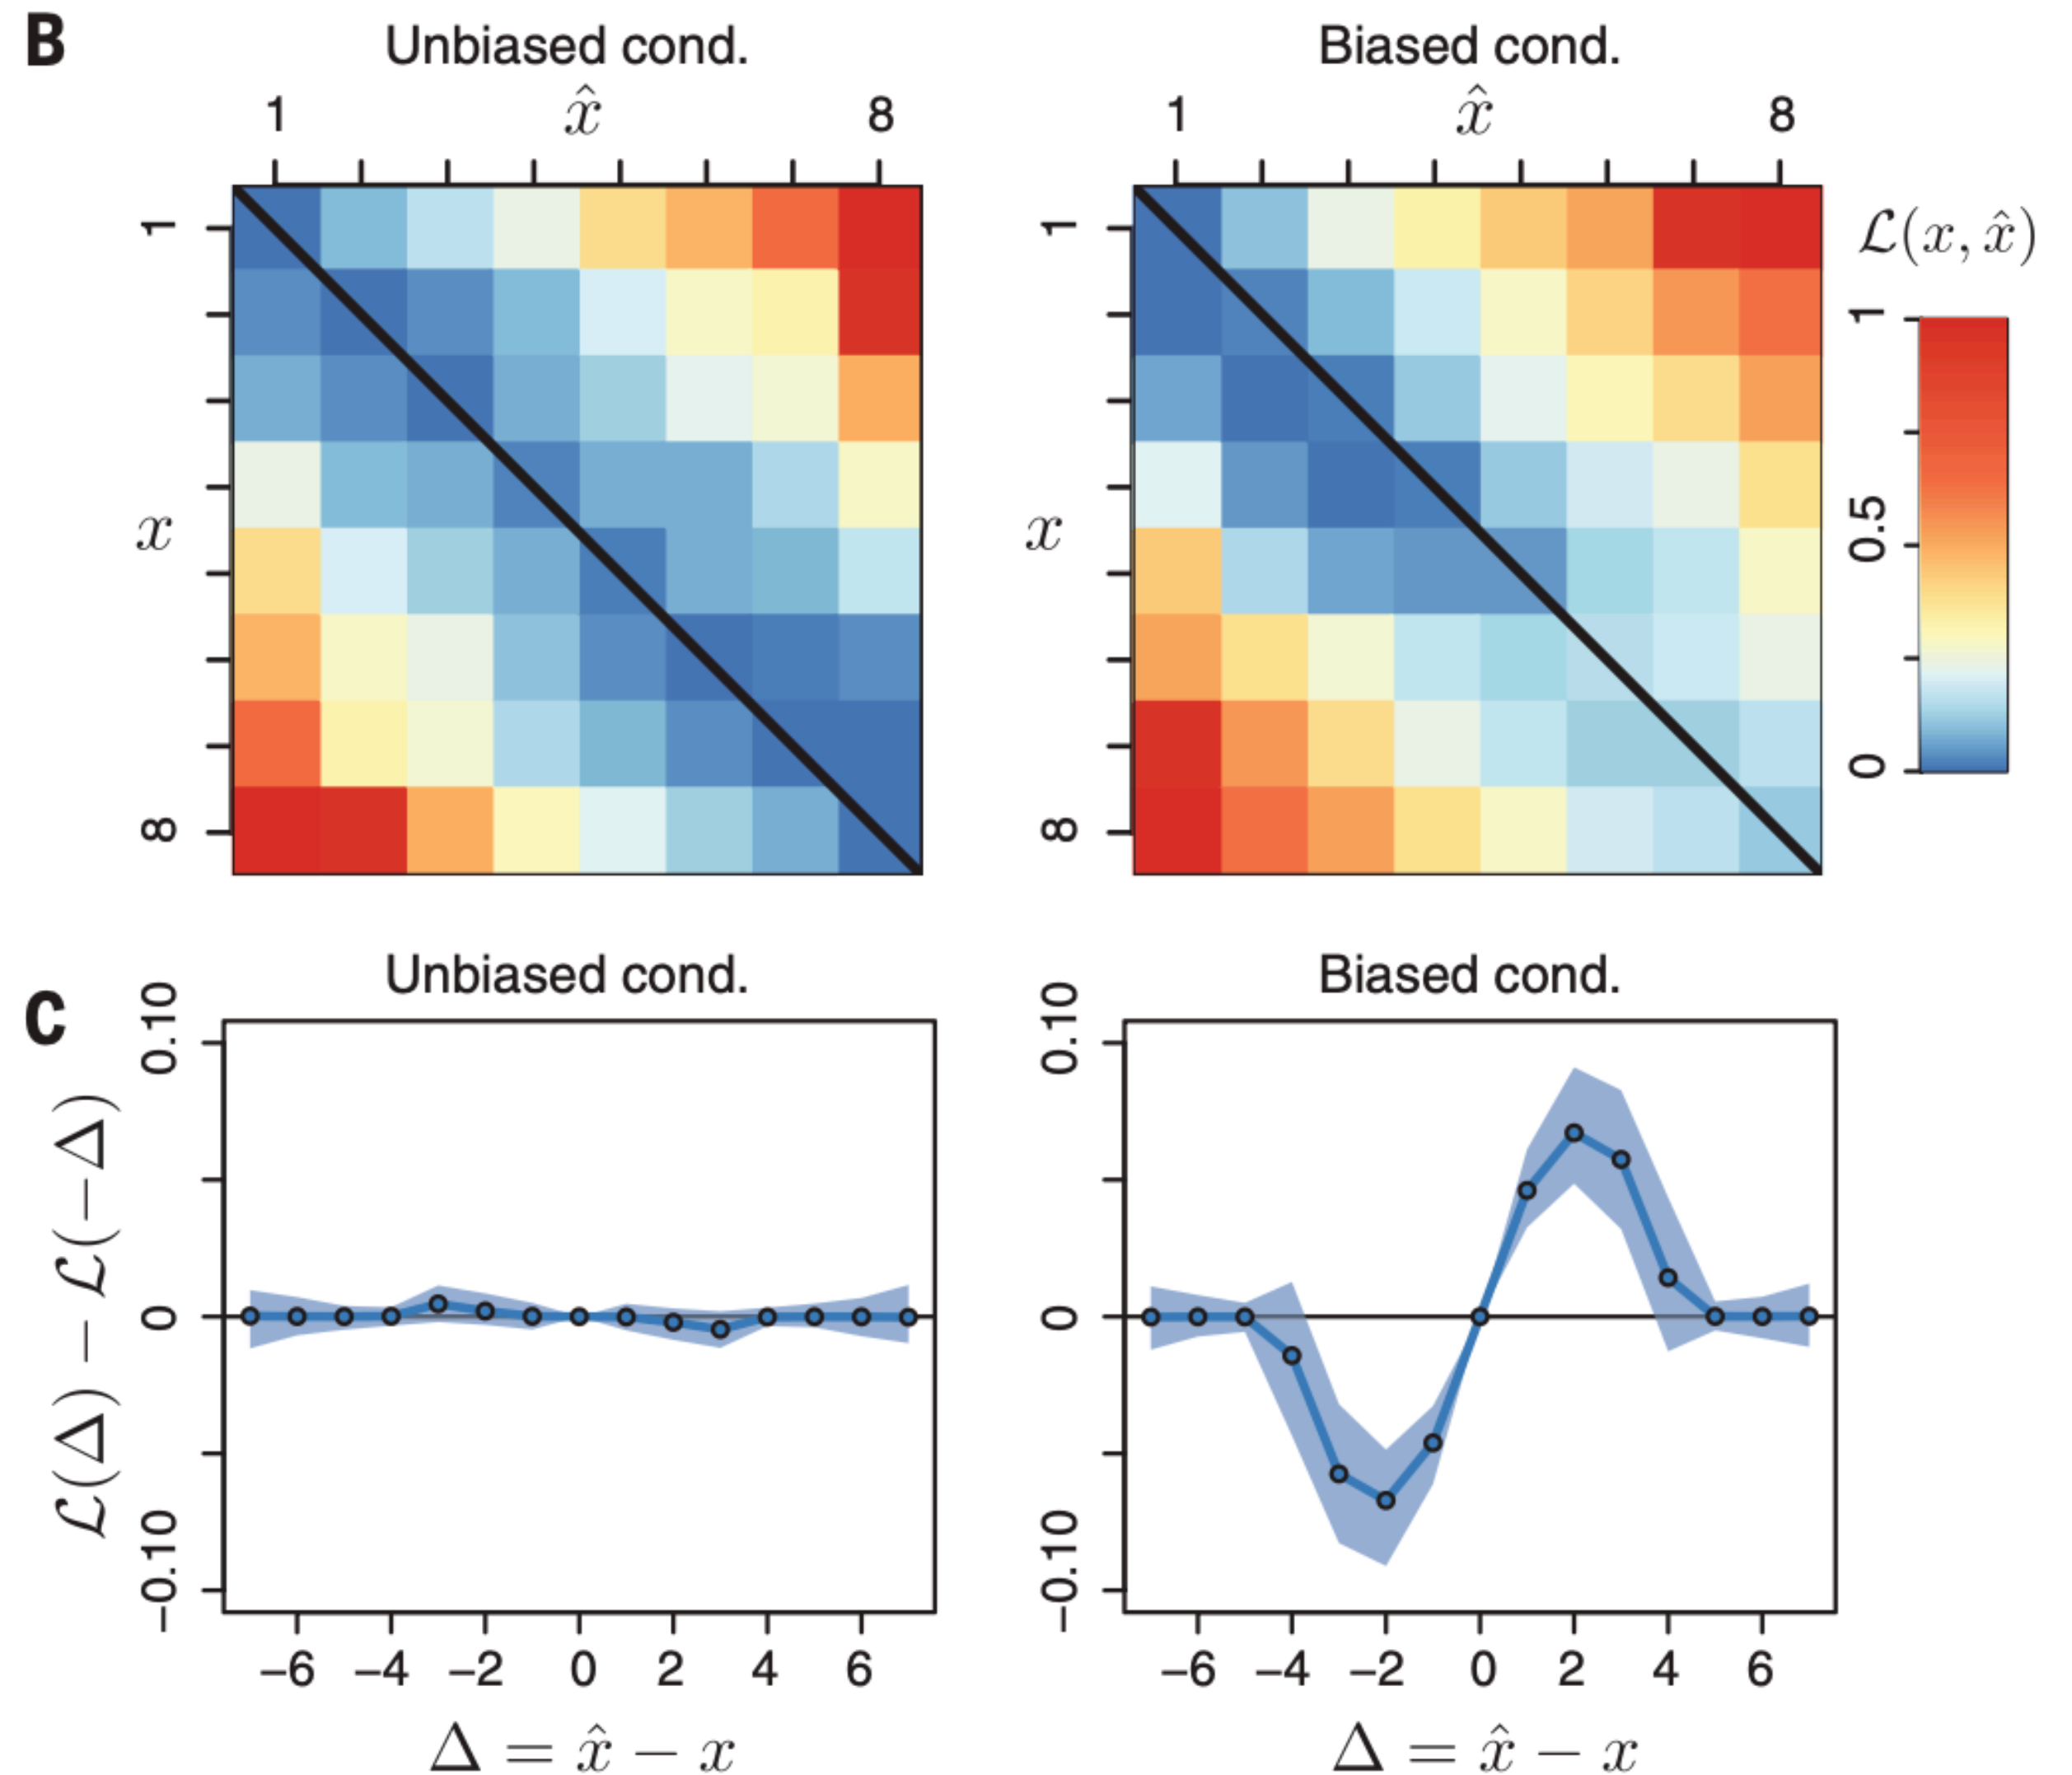 B
Unbiased cond.
Biased cond.
1 x̂ 8
1 x̂ 8
1
x
8
1
x
8
ℒ(x, x̂)
1
0.5
0
C
Unbiased cond.
Biased cond.
ℒ(Δ) − ℒ(−Δ)
0.10
0
−0.10
0.10
0
−0.10
−6 −4 −2 0 2 4 6
−6 −4 −2 0 2 4 6
Δ = x̂ − x
Δ = x̂ − x